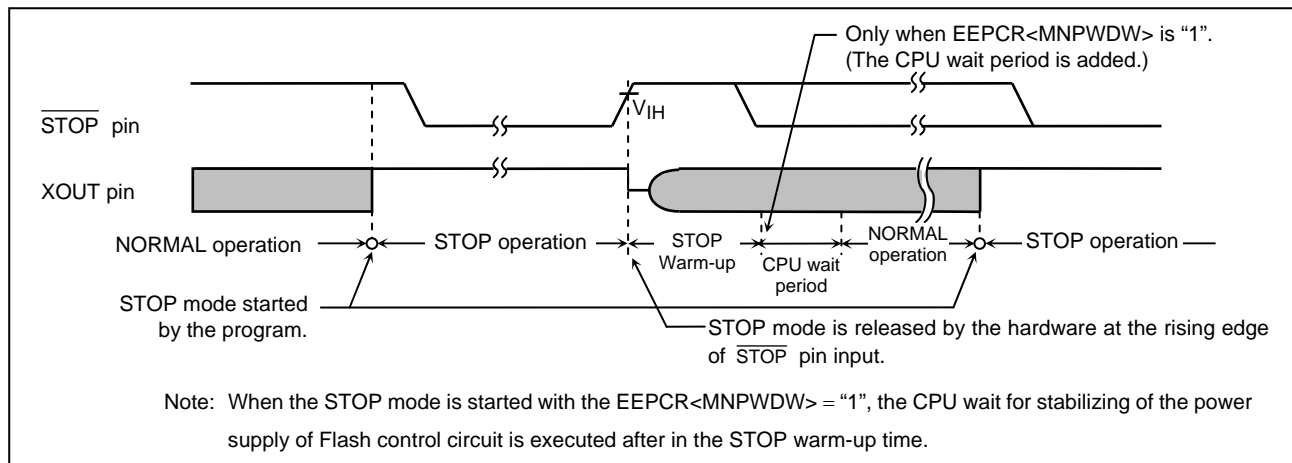 Only when EEPCR<MNPWDW> is “1”.
(The CPU wait period is added.)
STOP pin
VIH
XOUT pin
NORMAL operation
STOP operation
STOP
Warm-up
CPU wait
period
NORMAL
operation
STOP operation
STOP mode started
by the program.
STOP mode is released by the hardware at the rising edge
of STOP pin input.
Note: When the STOP mode is started with the EEPCR<MNPWDW> = “1”, the CPU wait for stabilizing of the power
supply of Flash control circuit is executed after in the STOP warm-up time.